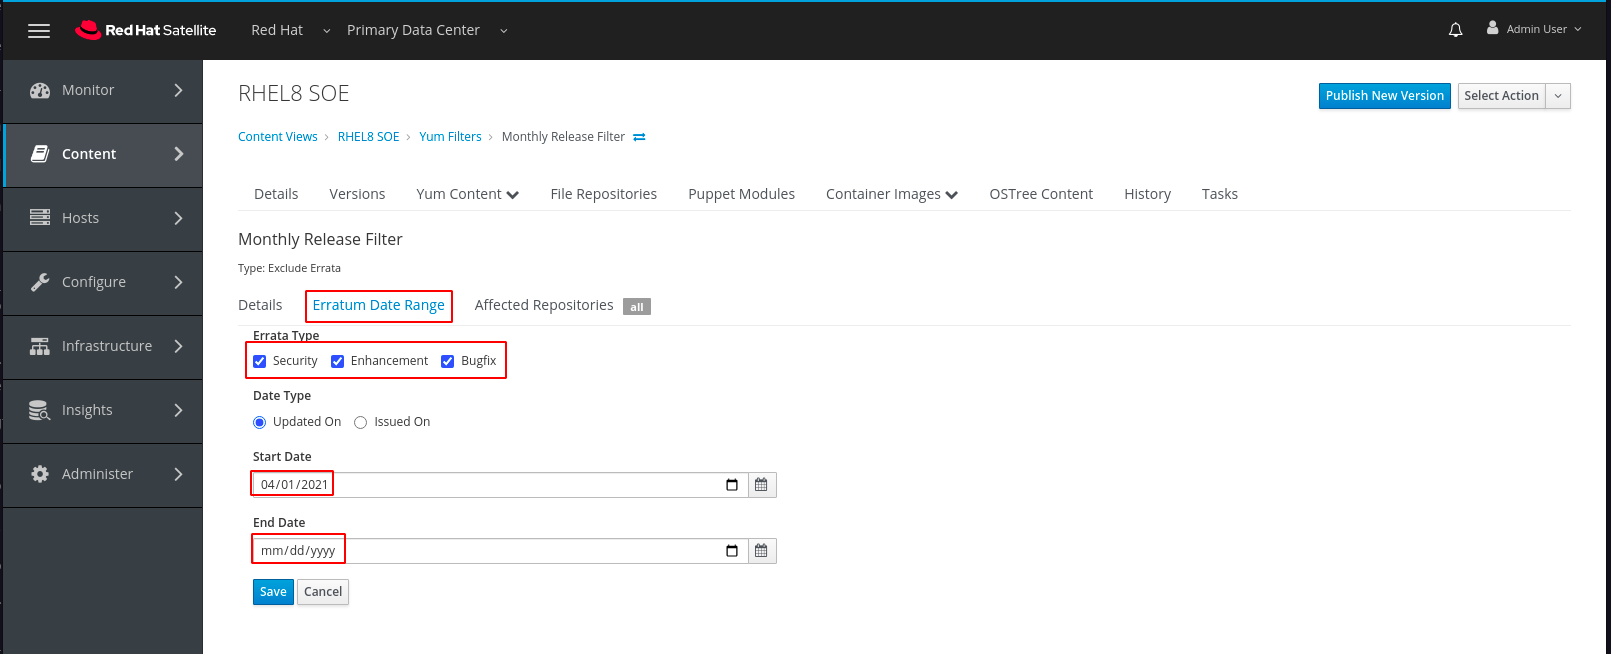 Red Hat Satellite Red Hat Primary Data Center Admin User
Monitor
Content
Hosts
Configure
Infrastructure
Insights
Administer
RHEL8 SOE
Publish New Version Select Action
Content Views › RHEL8 SOE › Yum Filters › Monthly Release Filter
Details Versions Yum Content File Repositories Puppet Modules Container Images OSTree Content History Tasks
Monthly Release Filter
Type: Exclude Errata
Details Erratum Date Range Affected Repositories all
Errata Type
Security Enhancement Bugfix
Date Type
Updated On Issued On
Start Date
04/01/2021
End Date
mm/dd/yyyy
Save Cancel